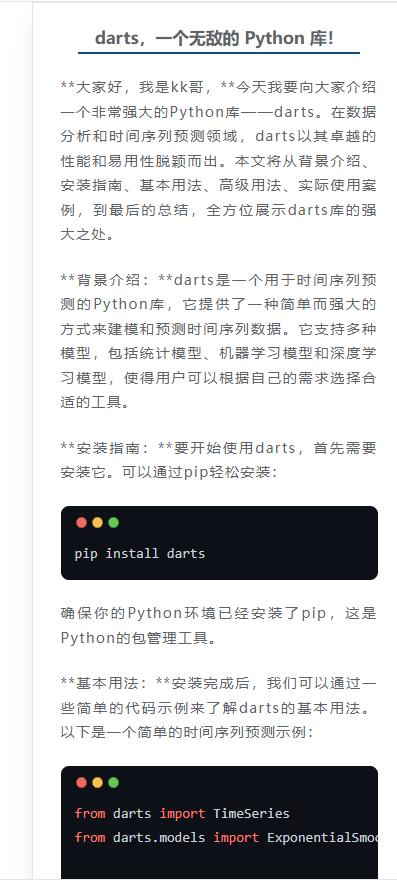 darts，一个无敌的 Python 库！
**大家好，我是kk哥，**今天我要向大家介绍
一个非常强大的Python库——darts。在数据
分析和时间序列预测领域，darts以其卓越的
性能和易用性脱颖而出。本文将从背景介绍、
安装指南、基本用法、高级用法、实际使用案
例，到最后的总结，全方位展示darts库的强
大之处。
**背景介绍：**darts是一个用于时间序列预
测的Python库，它提供了一种简单而强大的
方式来建模和预测时间序列数据。它支持多种
模型，包括统计模型、机器学习模型和深度学
习模型，使得用户可以根据自己的需求选择合
适的工具。
**安装指南：**要开始使用darts，首先需要
安装它。可以通过pip轻松安装：
pip install darts
确保你的Python环境已经安装了pip，这是
Python的包管理工具。
**基本用法：**安装完成后，我们可以通过一
些简单的代码示例来了解darts的基本用法。
以下是一个简单的时间序列预测示例：
from darts import TimeSeries
from darts.models import ExponentialSmoo